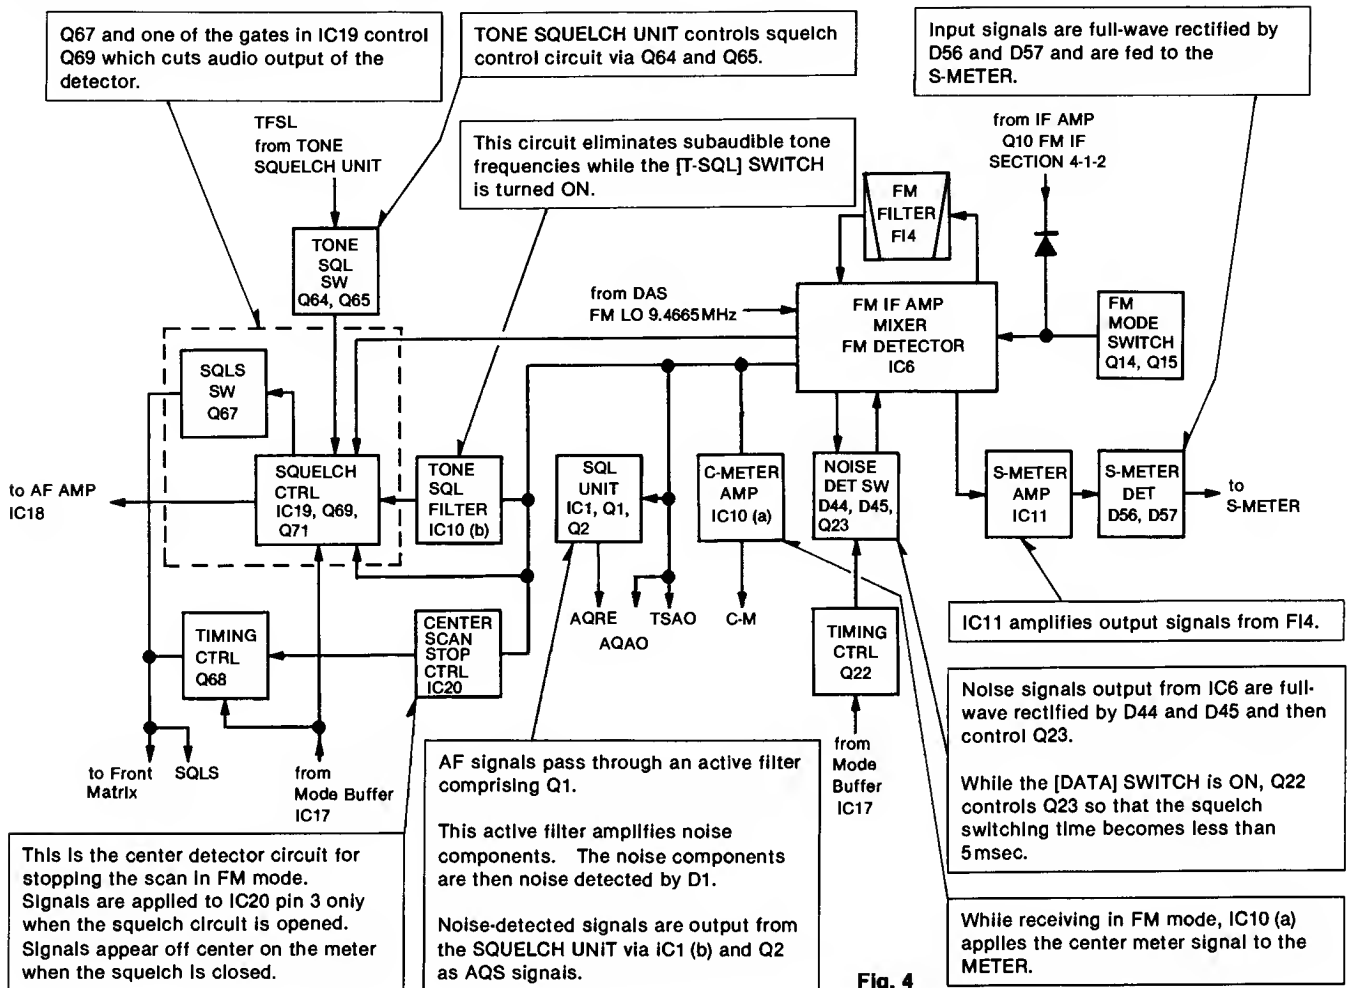 Q67 and one of the gates in IC19 control
Q69 which cuts audio output of the
detector.
TONE SQUELCH UNIT controls squelch
control circuit via Q64 and Q65.
Input signals are full-wave rectified by
D56 and D57 and are fed to the
S-METER.
TFSL
from TONE
SQUELCH UNIT
This circuit eliminates subaudible tone
frequencies while the [T-SQL] SWITCH
is turned ON.
from IF AMP
Q10 FM IF
SECTION 4-1-2
FM
FILTER
FI4
TONE
SQL
SW
Q64, Q65
from DAS
FM LO 9.4665MHz
FM IF AMP
MIXER
FM DETECTOR
IC6
FM
MODE
SWITCH
Q14, Q15
SQLS
SW
Q67
SQUELCH
CTRL
IC19, Q69,
Q71
TONE
SQL
FILTER
IC10 (b)
SQL
UNIT
IC1, Q1,
Q2
C-METER
AMP
IC10 (a)
NOISE
DET SW
D44, D45,
Q23
S-METER
AMP
IC11
S-METER
DET
D56, D57
to
S-METER
to AF AMP
IC18
TIMING
CTRL
Q68
CENTER
SCAN
STOP
CTRL
IC20
AQRE
AQAO
TSAO
C-M
TIMING
CTRL
Q22
IC11 amplifies output signals from FI4.
to Front
Matrix
SQLS
from
Mode Buffer
IC17
from
Mode
Buffer
IC17
Noise signals output from IC6 are full-
wave rectified by D44 and D45 and then
control Q23.
While the [DATA] SWITCH is ON, Q22
controls Q23 so that the squelch
switching time becomes less than
5msec.
This is the center detector circuit for
stopping the scan in FM mode.
Signals are applied to IC20 pin 3 only
when the squelch circuit is opened.
Signals appear off center on the meter
when the squelch is closed.
AF signals pass through an active filter
comprising Q1.
This active filter amplifies noise
components. The noise components
are then noise detected by D1.
Noise-detected signals are output from
the SQUELCH UNIT via iC1 (b) and Q2
as AQS signals.
While receiving in FM mode, IC10 (a)
applies the center meter signal to the
METER.
Fig. 4